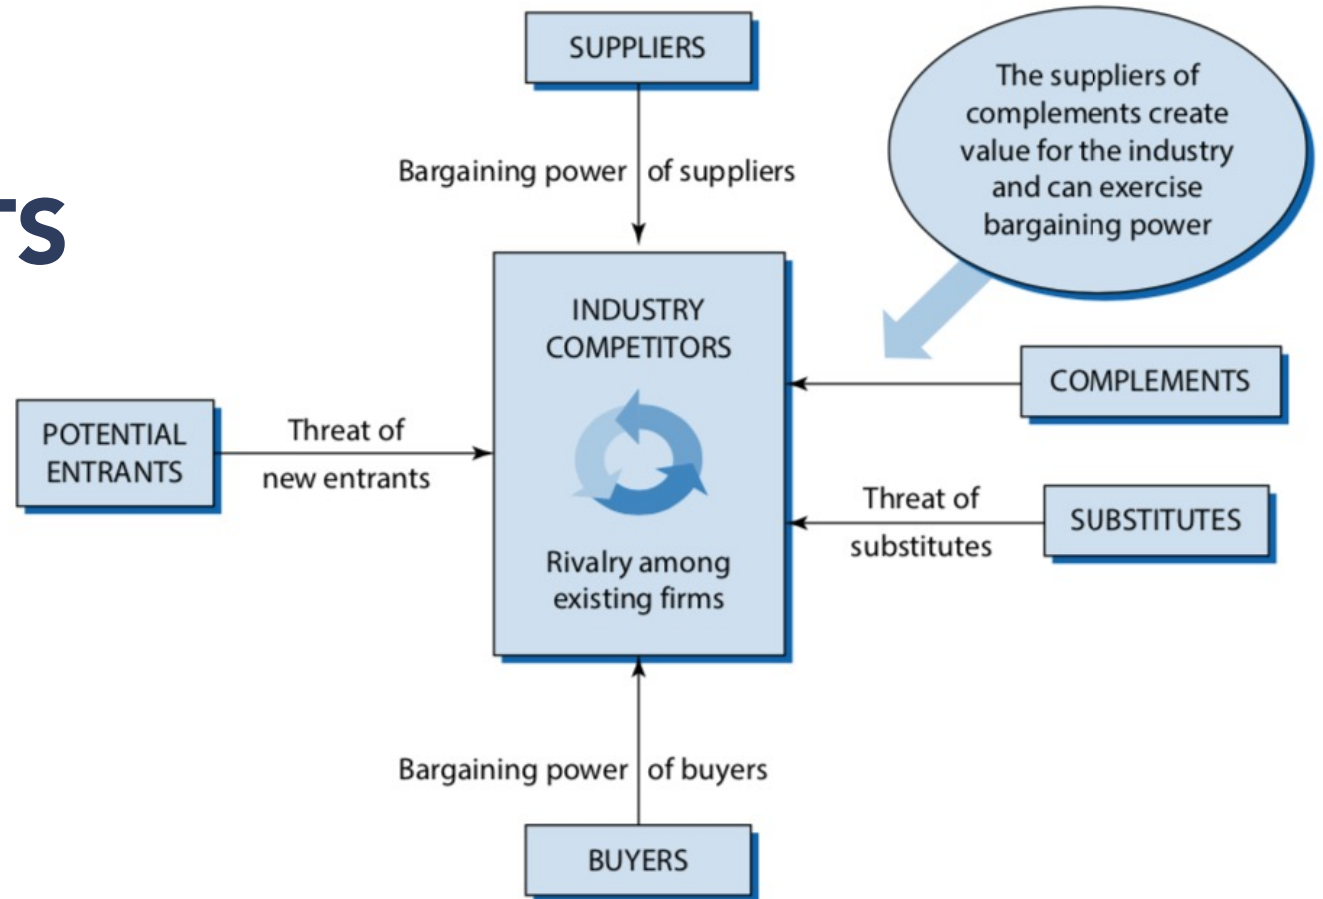 TS
SUPPLIERS
The suppliers of
complements create
value for the industry
and can exercise
bargaining power
Bargaining power of suppliers
INDUSTRY
COMPETITORS
COMPLEMENTS
POTENTIAL
ENTRANTS
Threat of
new entrants
Threat of
substitutes
SUBSTITUTES
Rivalry among
existing firms
Bargaining power of buyers
BUYERS